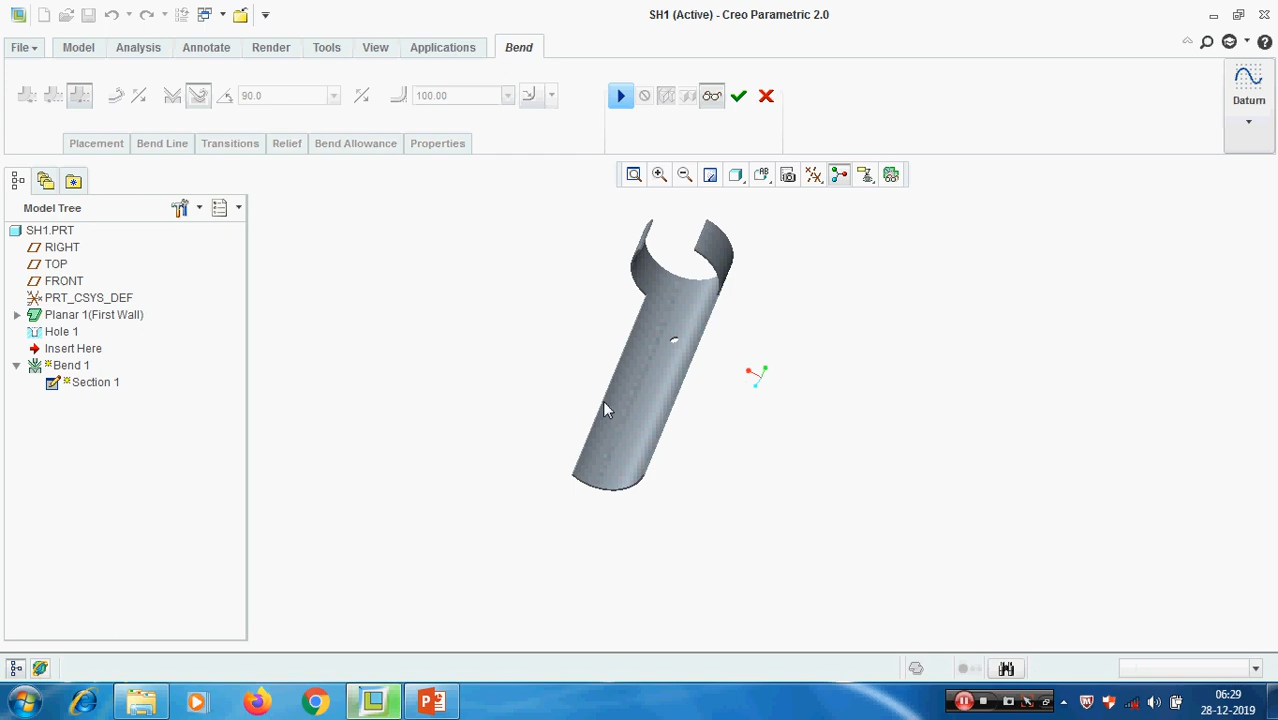 SH1 (Active) - Creo Parametric 2.0
File Model Analysis Annotate Render Tools View Applications Bend
90.0 100.00
Datum
Placement Bend Line Transitions Relief Bend Allowance Properties
Model Tree
SH1.PRT
RIGHT
TOP
FRONT
PRT_CSYS_DEF
Planar 1(First Wall)
Hole 1
Insert Here
Bend 1
Section 1
06:29
28-12-2019